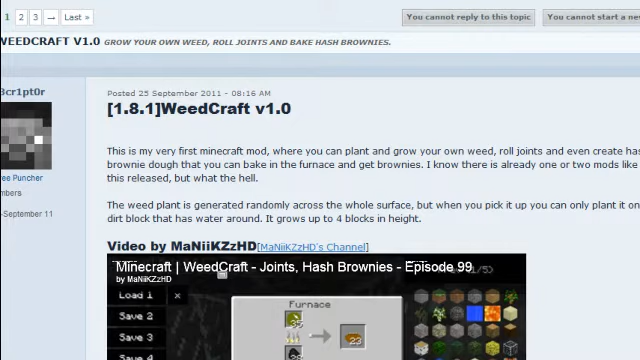 1 2 3 → Last »
You cannot reply to this topic
You cannot start a new
WEEDCRAFT V1.0 GROW YOUR OWN WEED, ROLL JOINTS AND BAKE HASH BROWNIES.
3cr1pt0r
Posted 25 September 2011 - 08:16 AM
[1.8.1]WeedCraft v1.0
This is my very first minecraft mod, where you can plant and grow your own weed, roll joints and even create has
brownie dough that you can bake in the furnace and get brownies. I know there is already one or two mods like
this released, but what the hell.
ree Puncher
mbers
-September 11
The weed plant is generated randomly across the whole surface, but when you pick it up you can only plant it on
dirt block that has water around. It grows up to 4 blocks in height.
Video by MaNiiKZzHD[MaNiiKZzHD's Channel]
Minecraft | WeedCraft - Joints, Hash Brownies - Episode 99
/5)
by MaNiiKZzHD
Load 1 x
Save 2
Save 3
Save 4
Furnace
35
23